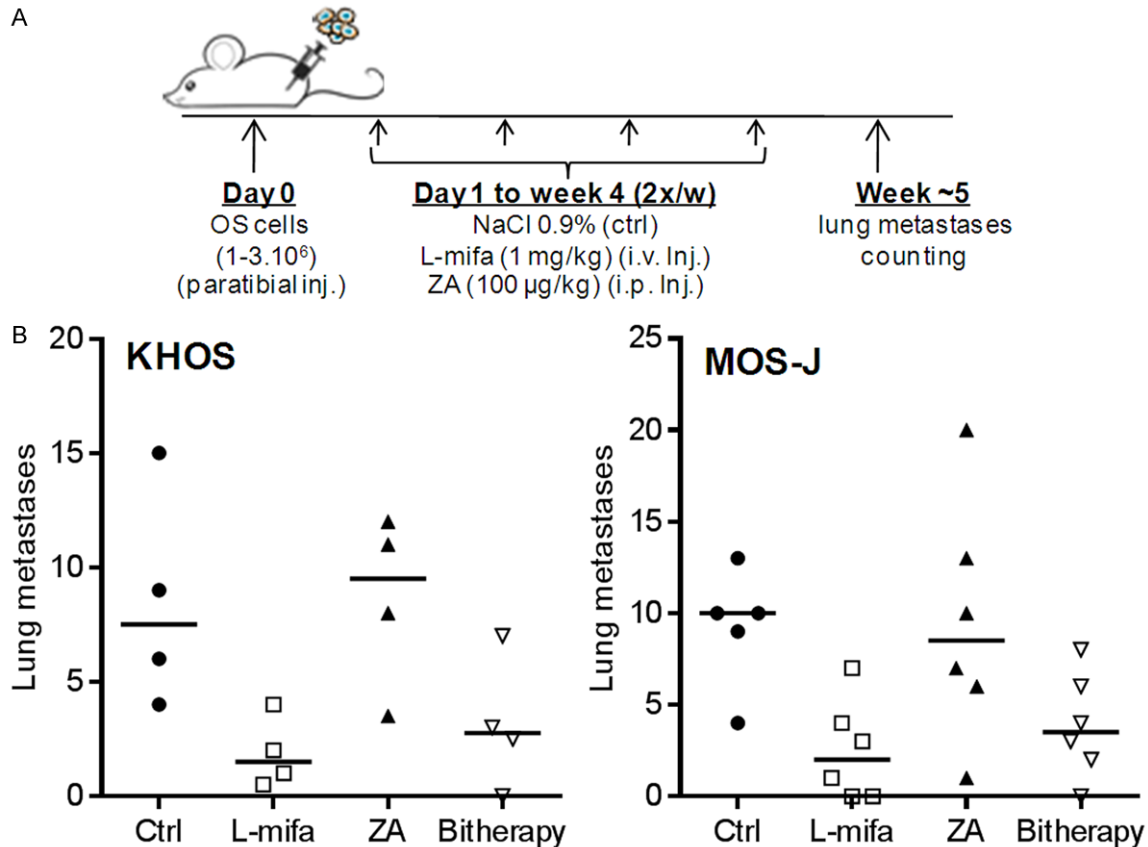 A
Day 0
OS cells
(1-3.10⁶)
(paratibial inj.)
Day 1 to week 4 (2x/w)
NaCl 0.9% (ctrl)
L-mifa (1 mg/kg) (i.v. Inj.)
ZA (100 µg/kg) (i.p. Inj.)
Week ~5
lung metastases
counting
B
KHOS
Lung metastases
20
15
10
5
0
Ctrl L-mifa ZA Bitherapy
MOS-J
Lung metastases
25
20
15
10
5
0
Ctrl L-mifa ZA Bitherapy